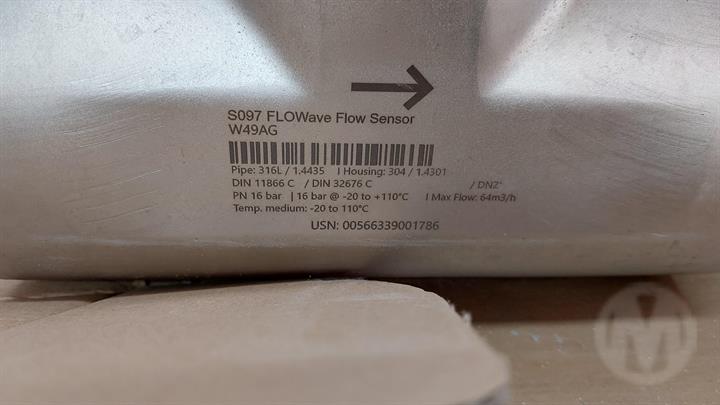 S097 FLOWave Flow Sensor
W49AG
Pipe: 316L / 1.4435 I Housing: 304 / 1.4301
DIN 11866 C / DIN 32676 C / DNZ"
PN 16 bar | 16 bar @ -20 to +110°C I Max Flow: 64m3/h
Temp. medium: -20 to 110°C
USN: 00566339001786